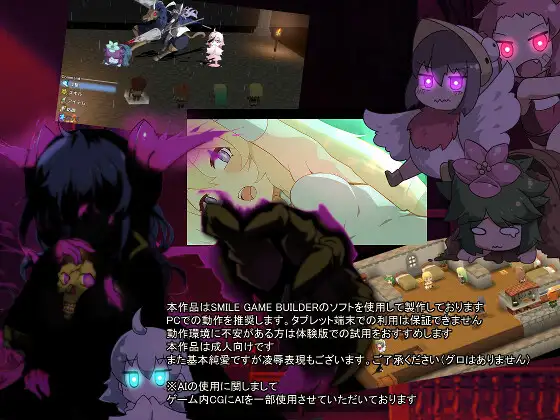 本作品はSMILE GAME BUILDERのソフトを使用して製作しております
PCでの動作を推奨します。タブレット端末での利用は保証できません
動作環境に不安がある方は体験版での試用をおすすめします
本作品は成人向けです
また基本純愛ですが凌辱表現もございます。ご了承ください（グロはありません）
※AIの使用に関しまして
ゲーム内CGにAIを一部使用させていただいております